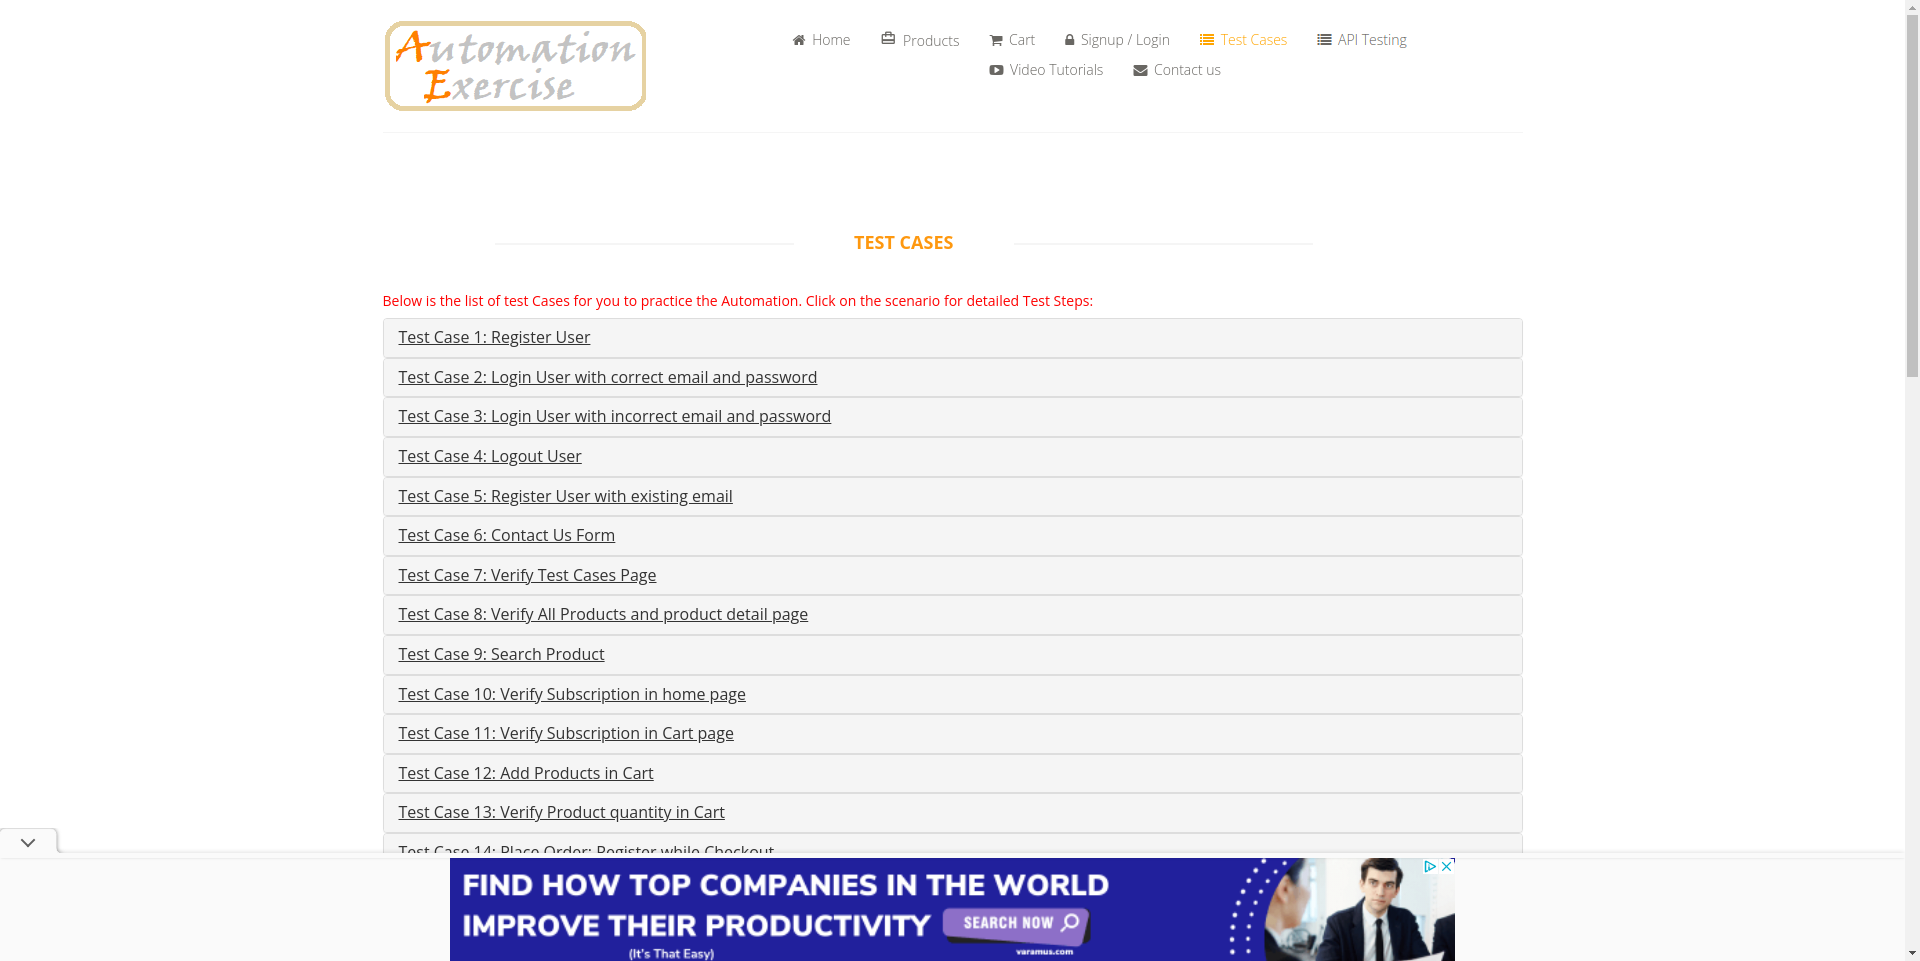 Automation
Exercise
Home
Products
Cart
Signup / Login
Test Cases
API Testing
Video Tutorials
Contact us
TEST CASES
Below is the list of test Cases for you to practice the Automation. Click on the scenario for detailed Test Steps:
Test Case 1: Register User
Test Case 2: Login User with correct email and password
Test Case 3: Login User with incorrect email and password
Test Case 4: Logout User
Test Case 5: Register User with existing email
Test Case 6: Contact Us Form
Test Case 7: Verify Test Cases Page
Test Case 8: Verify All Products and product detail page
Test Case 9: Search Product
Test Case 10: Verify Subscription in home page
Test Case 11: Verify Subscription in Cart page
Test Case 12: Add Products in Cart
Test Case 13: Verify Product quantity in Cart
Test Case 14: Place Order: Register while Checkout
FIND HOW TOP COMPANIES IN THE WORLD
IMPROVE THEIR PRODUCTIVITY
SEARCH NOW
(It's That Easy)
varamus.com